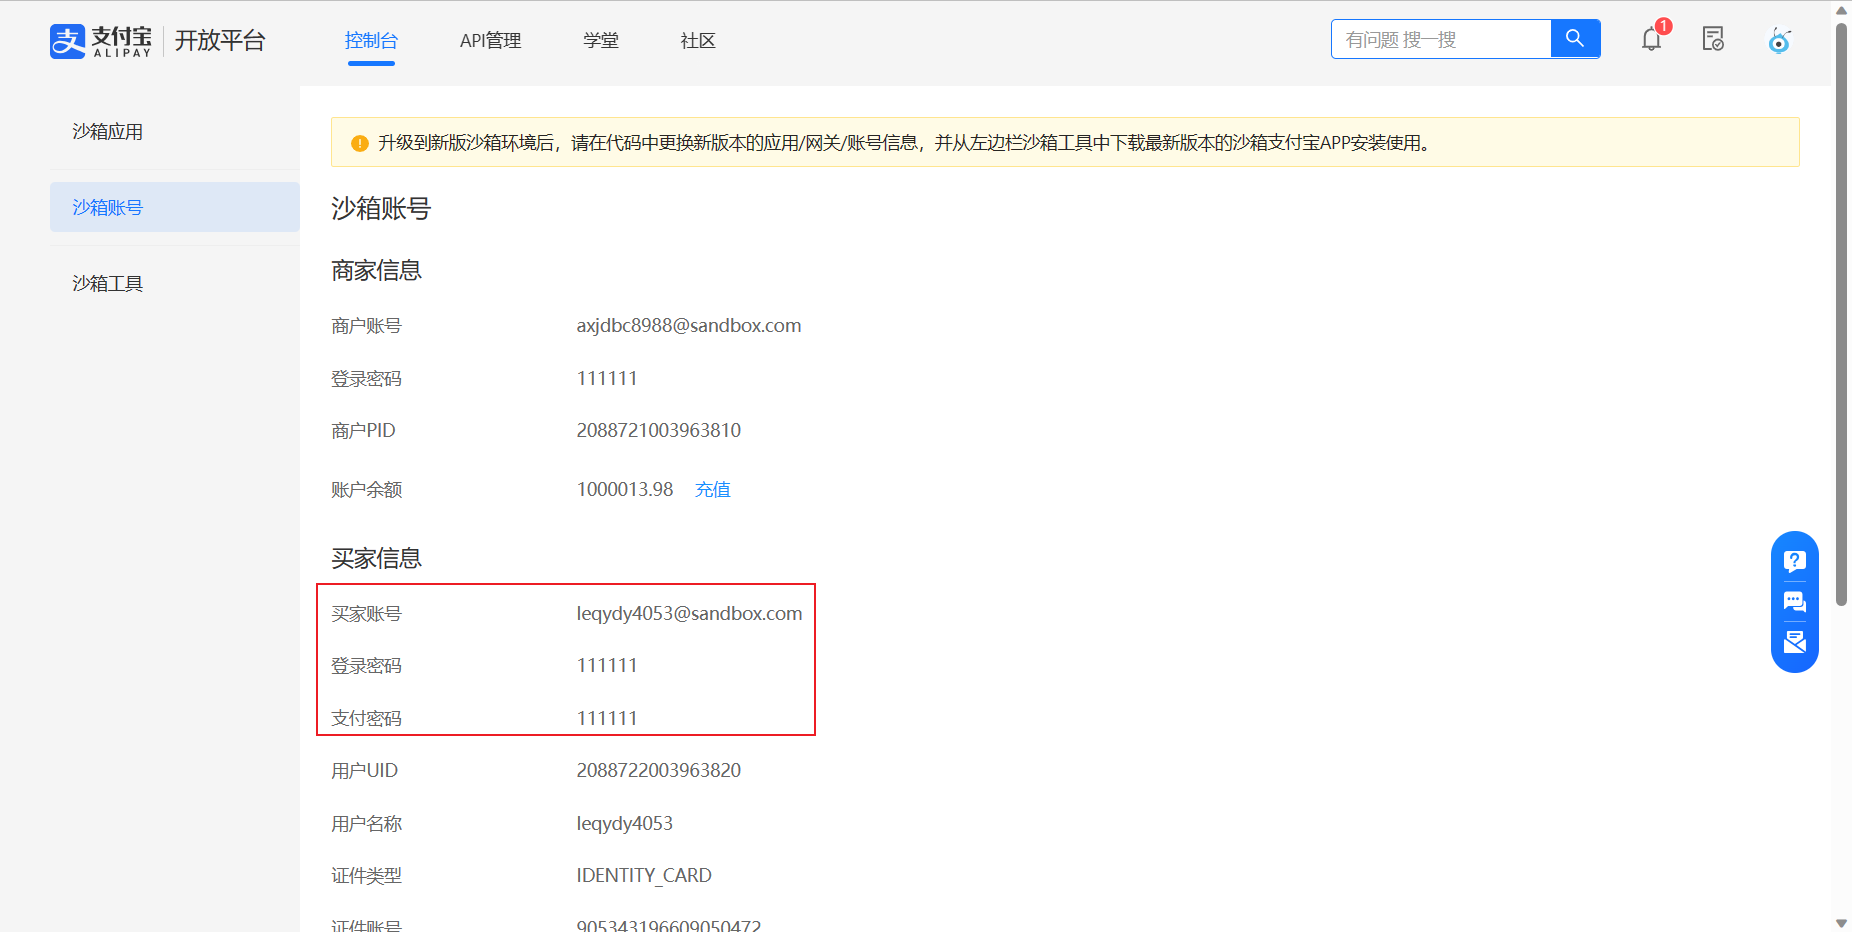 支付宝 ALIPAY 开放平台 控制台 API管理 学堂 社区 有问题 搜一搜 1
沙箱应用
沙箱账号
沙箱工具
升级到新版沙箱环境后，请在代码中更换新版本的应用/网关/账号信息，并从左边栏沙箱工具中下载最新版本的沙箱支付宝APP安装使用。
沙箱账号
商家信息
商户账号 axjdbc8988@sandbox.com
登录密码 111111
商户PID 2088721003963810
账户余额 1000013.98 充值
买家信息
买家账号 leqydy4053@sandbox.com
登录密码 111111
支付密码 111111
用户UID 2088722003963820
用户名称 leqydy4053
证件类型 IDENTITY_CARD
证件账号 905343196609050472